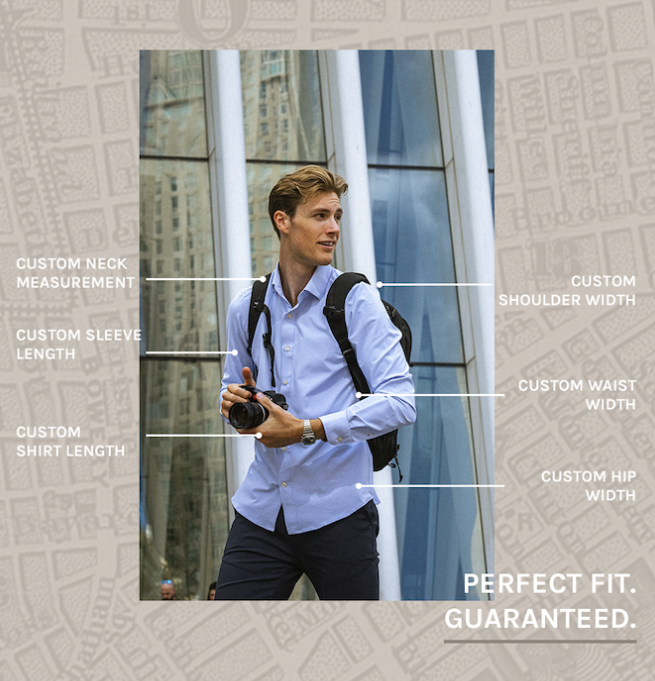 CUSTOM NECK
MEASUREMENT
CUSTOM SLEEVE
LENGTH
CUSTOM
SHIRT LENGTH
CUSTOM
SHOULDER WIDTH
CUSTOM WAIST
WIDTH
CUSTOM HIP
WIDTH
PERFECT FIT.
GUARANTEED.